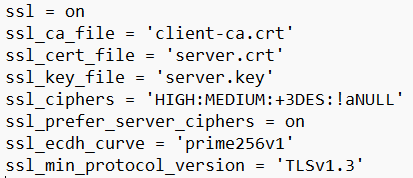 ssl = on
ssl_ca_file = 'client-ca.crt'
ssl_cert_file = 'server.crt'
ssl_key_file = 'server.key'
ssl_ciphers = 'HIGH:MEDIUM:+3DES:!aNULL'
ssl_prefer_server_ciphers = on
ssl_ecdh_curve = 'prime256v1'
ssl_min_protocol_version = 'TLSv1.3'